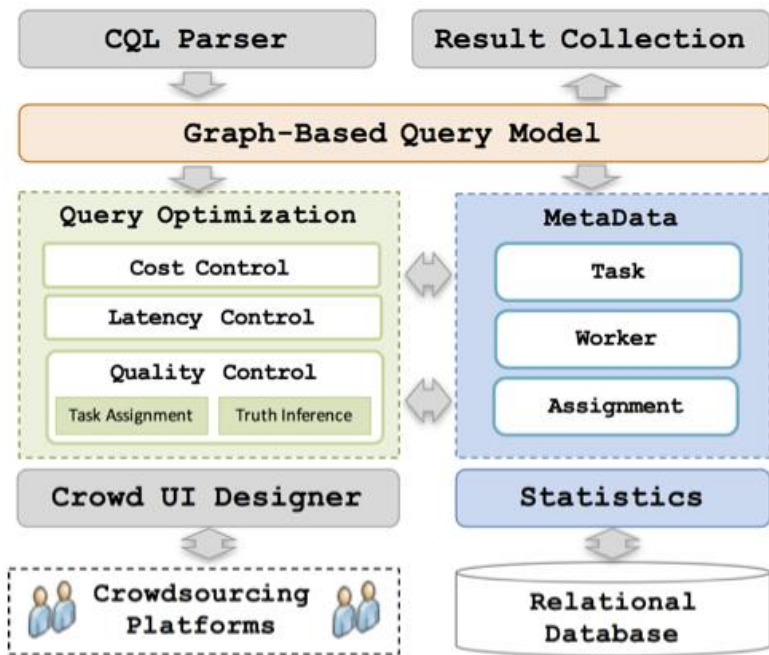 CQL Parser
Result Collection
Graph-Based Query Model
Query Optimization
Cost Control
Latency Control
Quality Control
Task Assignment
Truth Inference
MetaData
Task
Worker
Assignment
Crowd UI Designer
Statistics
Crowdsourcing
Platforms
Relational
Database